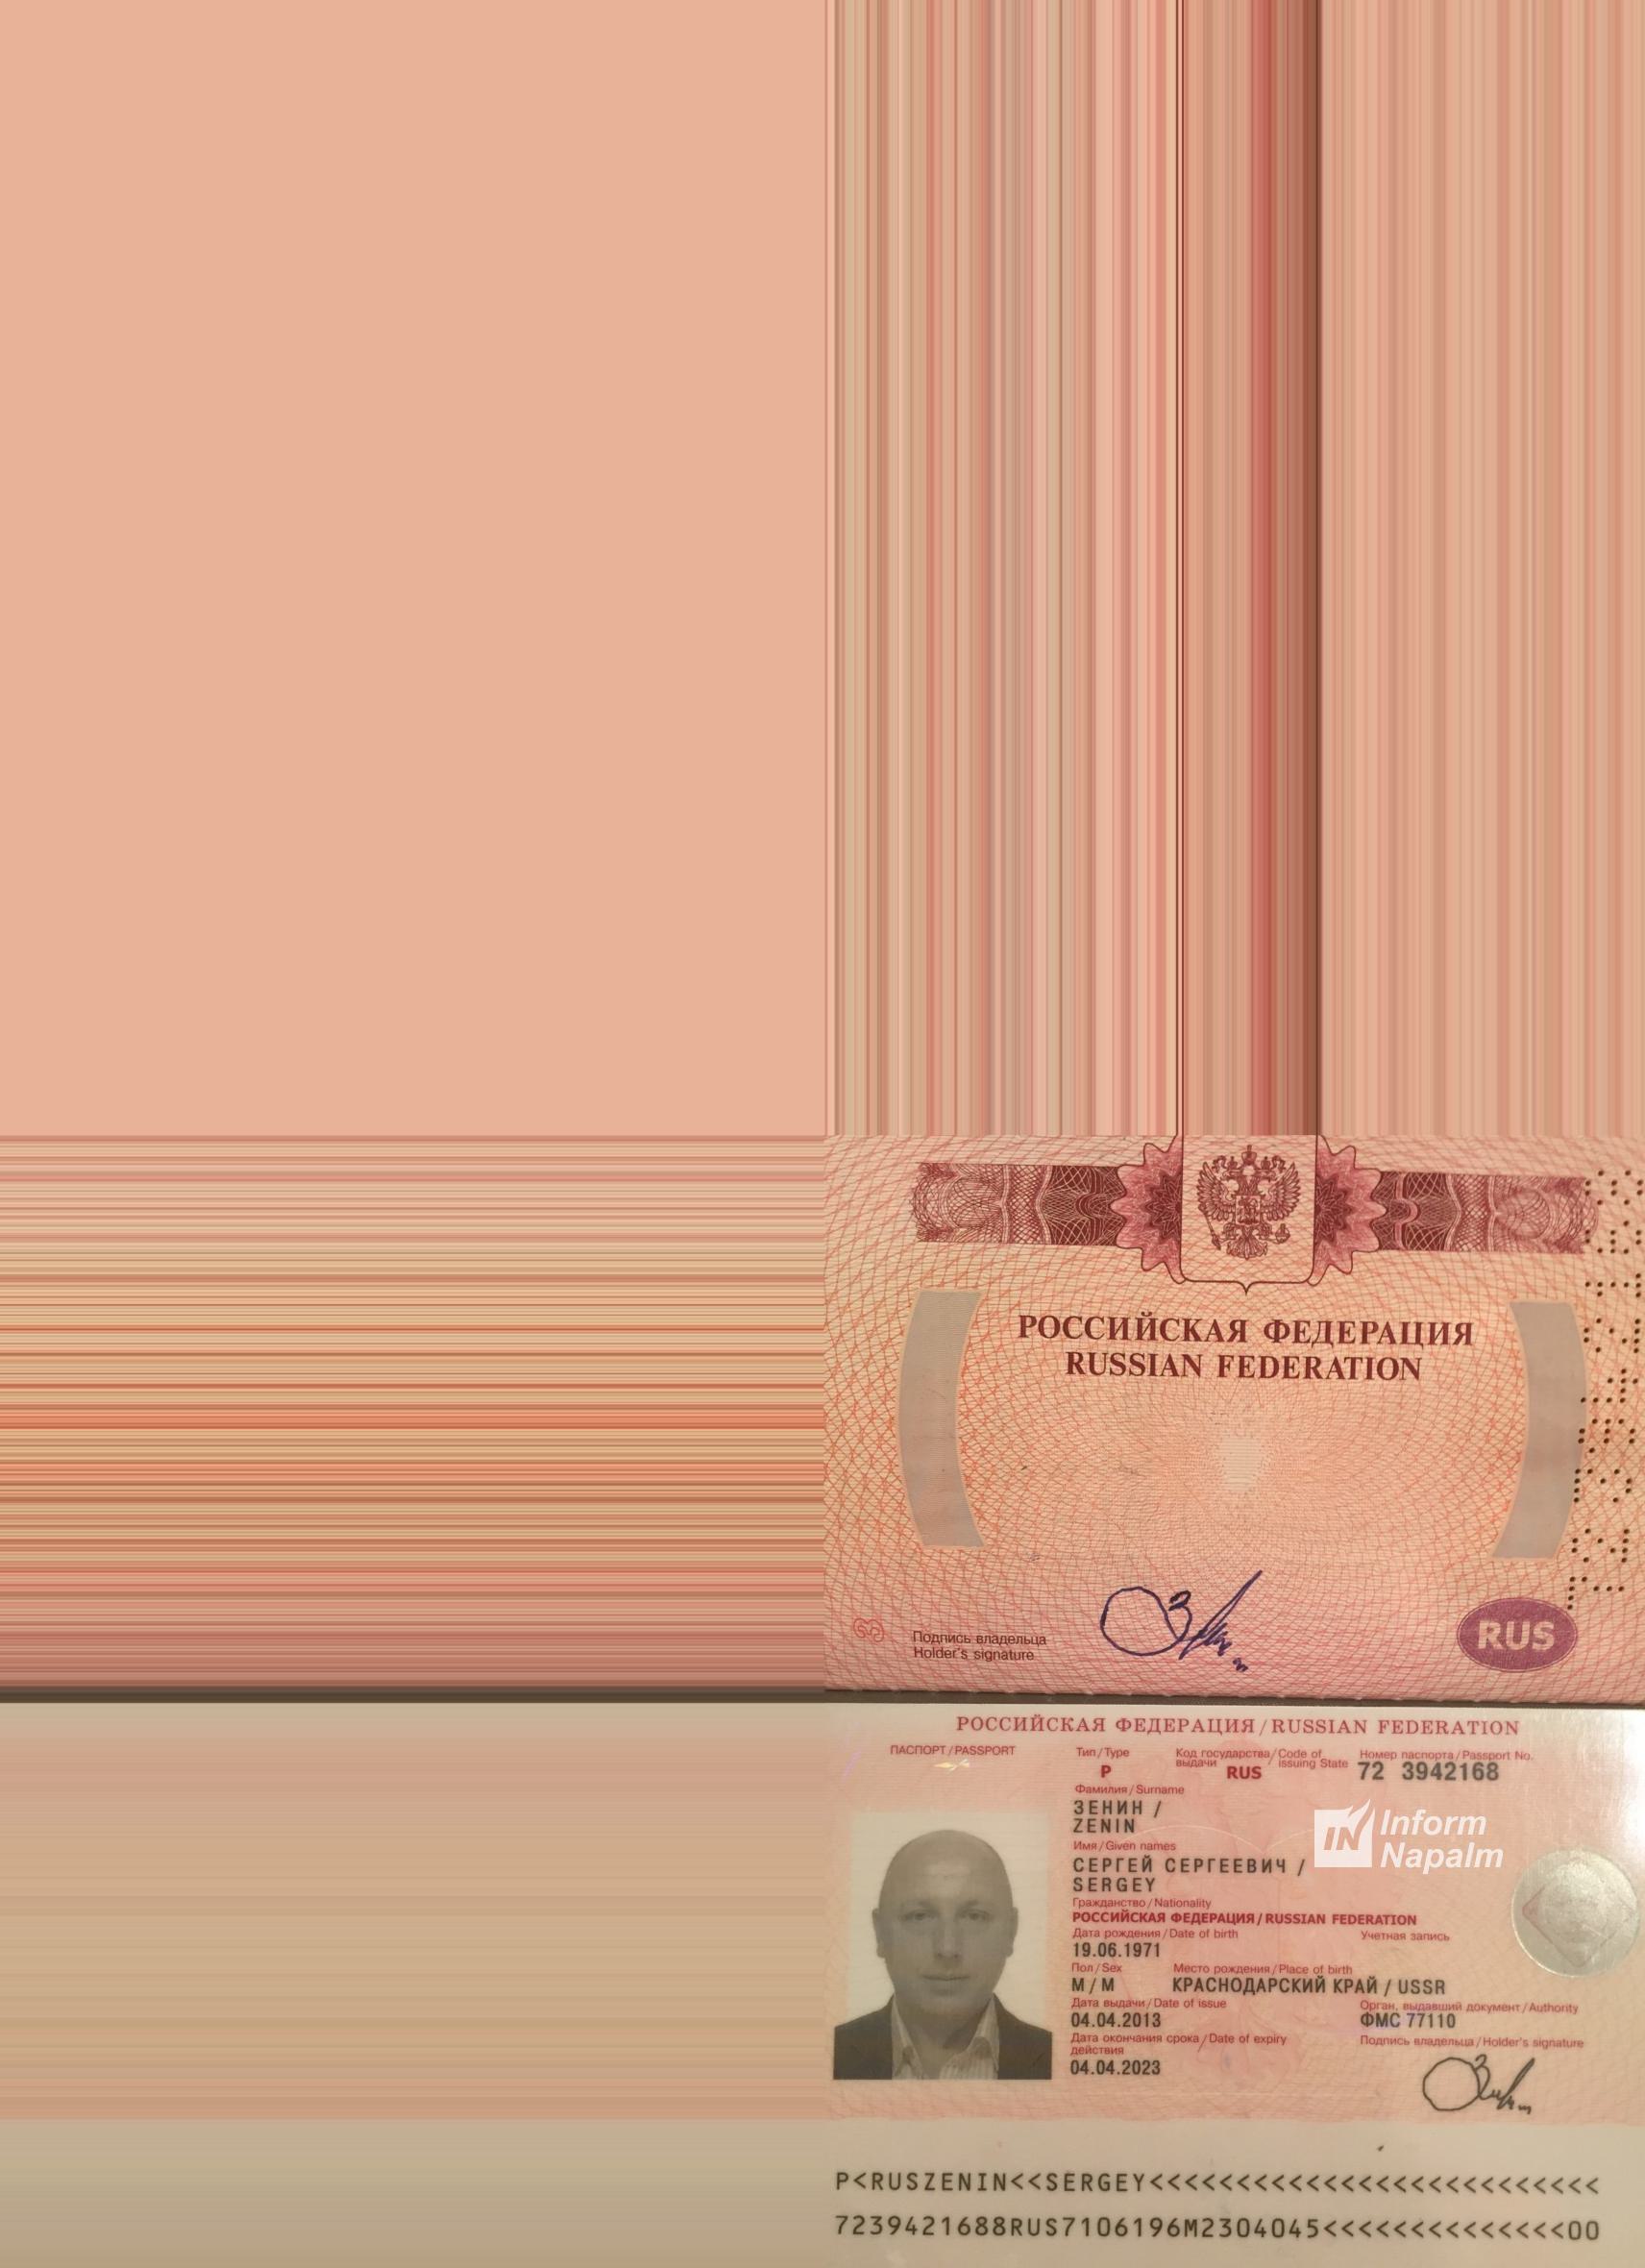 РОССИЙСКАЯ ФЕДЕРАЦИЯ
RUSSIAN FEDERATION
Подпись владельца
Holder's signature
RUS
РОССИЙСКАЯ ФЕДЕРАЦИЯ/RUSSIAN FEDERATION
ПАСПОРТ/PASSPORT
Тип/Type
Код государства/Code of
выдачи issuing State
Номер паспорта/Passport No.
P
RUS
72 3942168
Фамилия/Surname
ЗЕНИН /
ZENIN
Имя/Given names
СЕРГЕЙ СЕРГЕЕВИЧ /
SERGEY
Inform
Napalm
IN
Гражданство/Nationality
РОССИЙСКАЯ ФЕДЕРАЦИЯ/RUSSIAN FEDERATION
Дата рождения/Date of birth
Учетная запись
19.06.1971
Пол/Sex
Место рождения/Place of birth
М/M
КРАСНОДАРСКИЙ КРАЙ / USSR
Дата выдачи/Date of issue
Орган, выдавший документ/Authority
04.04.2013
ФМС 77110
Дата окончания срока/Date of expiry
действия
Подпись владельца/Holder's signature
04.04.2023
P<RUSZENIN<<SERGEY<<<<<<<<<<<<<<<<<<<<<<<<<<
7239421688RUS7106196M2304045<<<<<<<<<<<<<<00